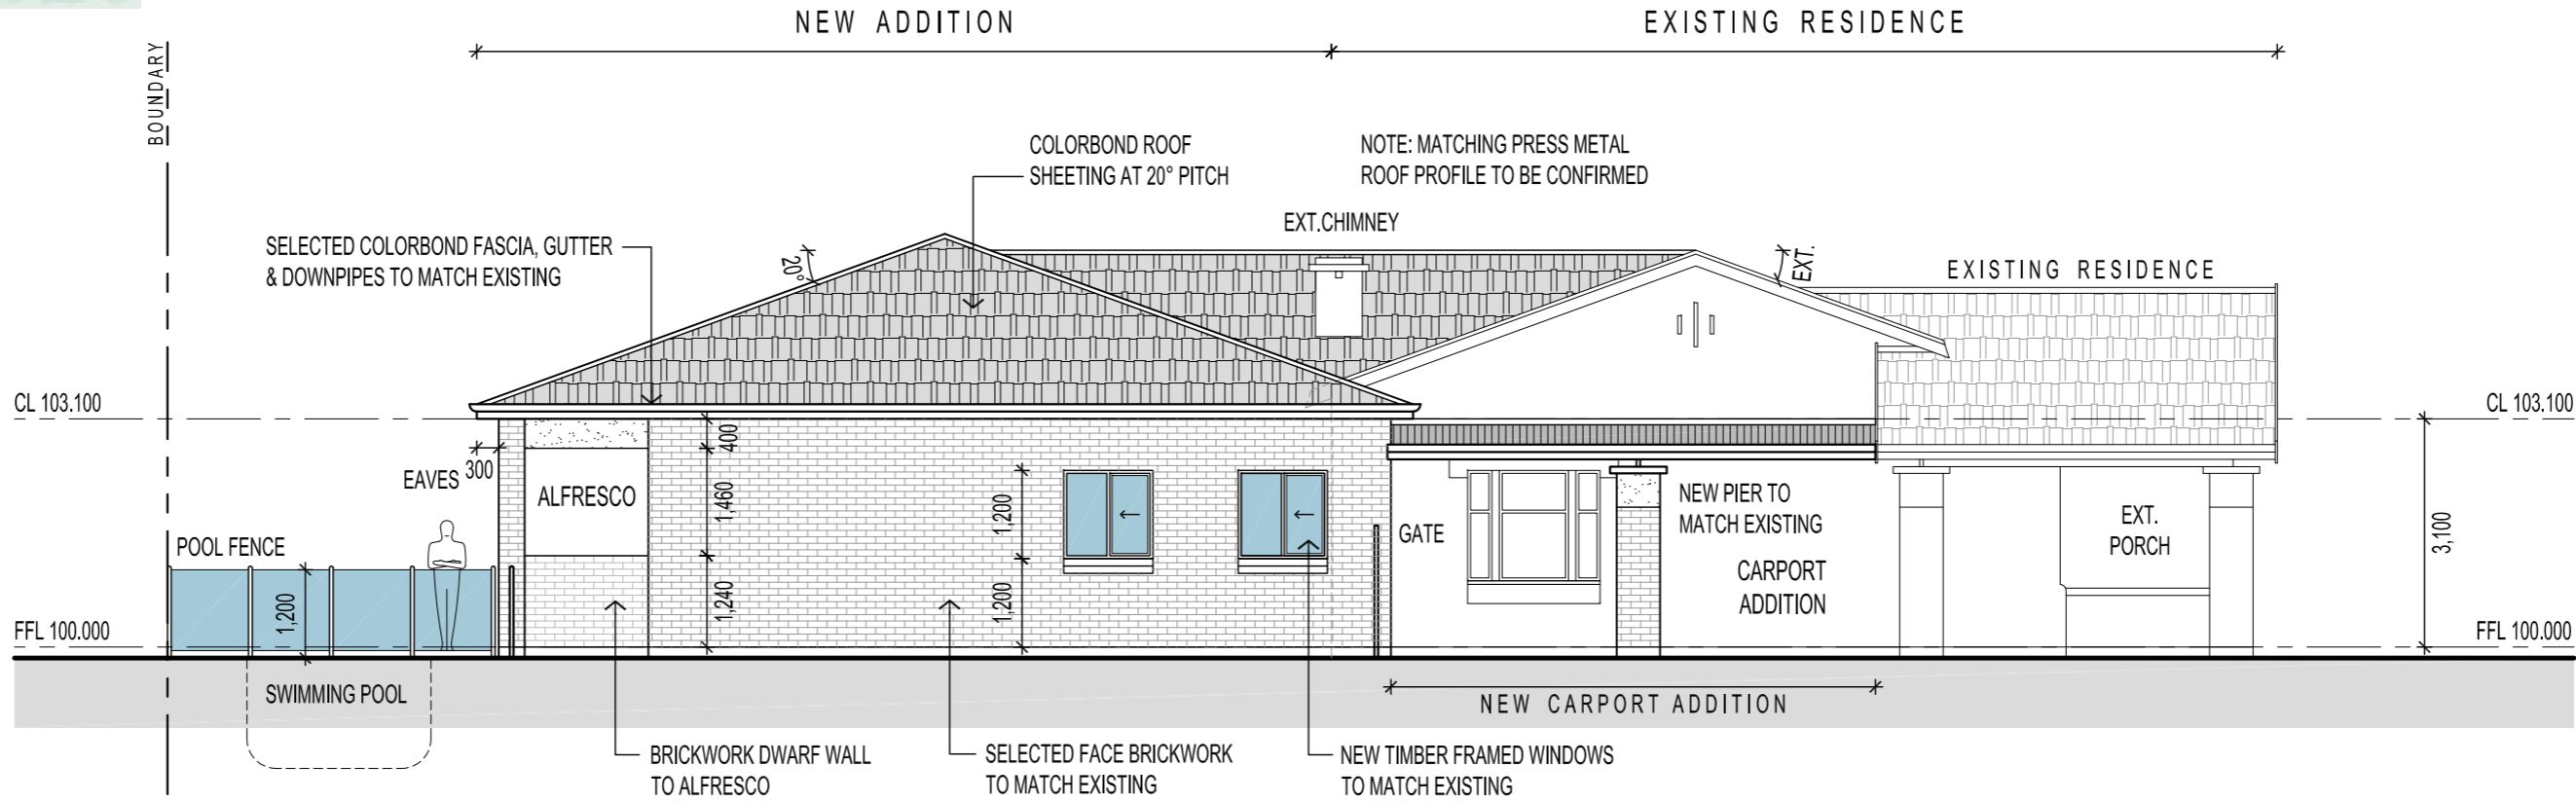 NEW ADDITION
EXISTING RESIDENCE
BOUNDARY
COLORBOND ROOF
SHEETING AT 20° PITCH
NOTE: MATCHING PRESS METAL
ROOF PROFILE TO BE CONFIRMED
EXT.CHIMNEY
SELECTED COLORBOND FASCIA, GUTTER
& DOWNPIPES TO MATCH EXISTING
20°
EXT.
EXISTING RESIDENCE
CL 103.100
CL 103.100
400
EAVES 300
ALFRESCO
1,460
1,200
NEW PIER TO
MATCH EXISTING
GATE
EXT.
PORCH
3,100
POOL FENCE
CARPORT
ADDITION
1,200
1,240
1,200
FFL 100.000
FFL 100.000
SWIMMING POOL
NEW CARPORT ADDITION
BRICKWORK DWARF WALL
TO ALFRESCO
SELECTED FACE BRICKWORK
TO MATCH EXISTING
NEW TIMBER FRAMED WINDOWS
TO MATCH EXISTING